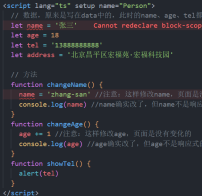 <script lang="ts" setup name="Person">
// 数据，原来是写在data中的，此时的name、age、tel都
let name = '张三' Cannot redeclare block-scop
let age = 18
let tel = '13888888888'
let address = '北京昌平区宏福苑·宏福科技园'
// 方法
function changeName() {
name = 'zhang-san' //注意：这样修改name，页面是
console.log(name) //name确实改了，但name不是响应
}
function changeAge() {
age += 1 //注意：这样修改age，页面是没有变化的
console.log(age) //age确实改了，但age不是响应式
}
function showTel() {
alert(tel)
}